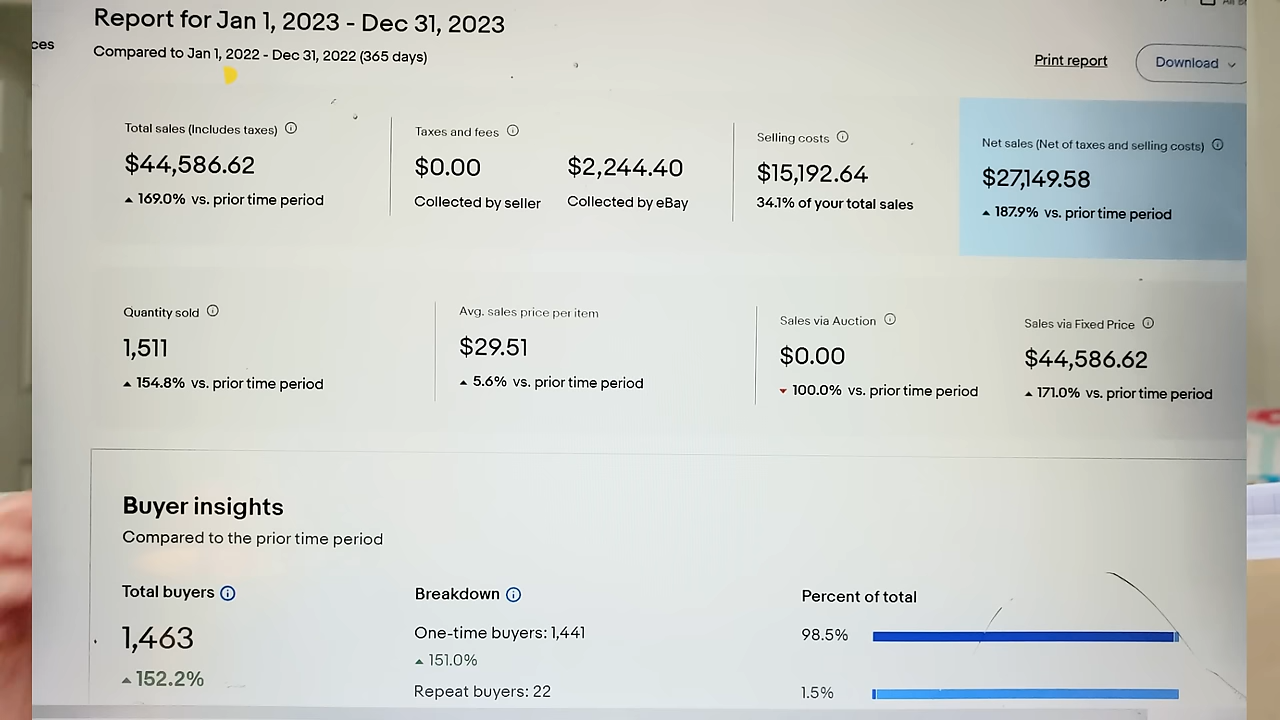 Report for Jan 1, 2023 - Dec 31, 2023
ces
Compared to Jan 1, 2022 - Dec 31, 2022 (365 days)
Print report
Download
Total sales (Includes taxes)
$44,586.62
169.0% vs. prior time period
Taxes and fees
$0.00
Collected by seller
$2,244.40
Collected by eBay
Selling costs
$15,192.64
34.1% of your total sales
Net sales (Net of taxes and selling costs)
$27,149.58
187.9% vs. prior time period
Quantity sold
1,511
154.8% vs. prior time period
Avg. sales price per item
$29.51
5.6% vs. prior time period
Sales via Auction
$0.00
100.0% vs. prior time period
Sales via Fixed Price
$44,586.62
171.0% vs. prior time period
Buyer insights
Compared to the prior time period
Total buyers
1,463
152.2%
Breakdown
One-time buyers: 1,441
151.0%
Repeat buyers: 22
Percent of total
98.5%
1.5%